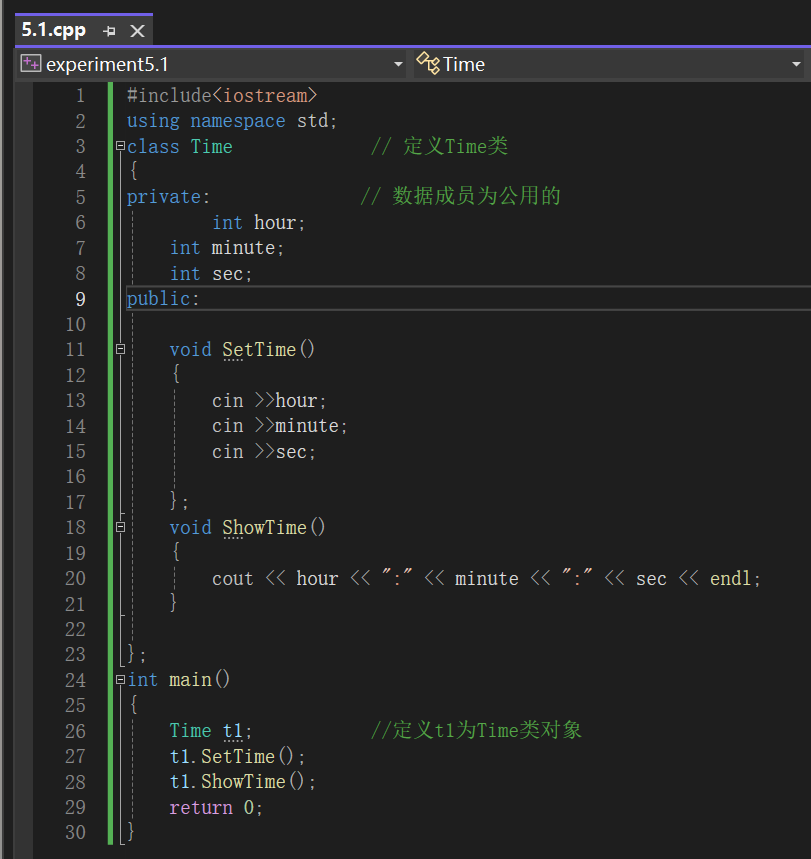 5.1.cpp
experiment5.1 Time
1 #include<iostream>
2 using namespace std;
3 class Time // 定义Time类
4 {
5 private: // 数据成员为公用的
6 int hour;
7 int minute;
8 int sec;
9 public:
10
11 void SetTime()
12 {
13 cin >>hour;
14 cin >>minute;
15 cin >>sec;
16
17 };
18 void ShowTime()
19 {
20 cout << hour << ":" << minute << ":" << sec << endl;
21 }
22
23 };
24 int main()
25 {
26 Time t1; //定义t1为Time类对象
27 t1.SetTime();
28 t1.ShowTime();
29 return 0;
30 }